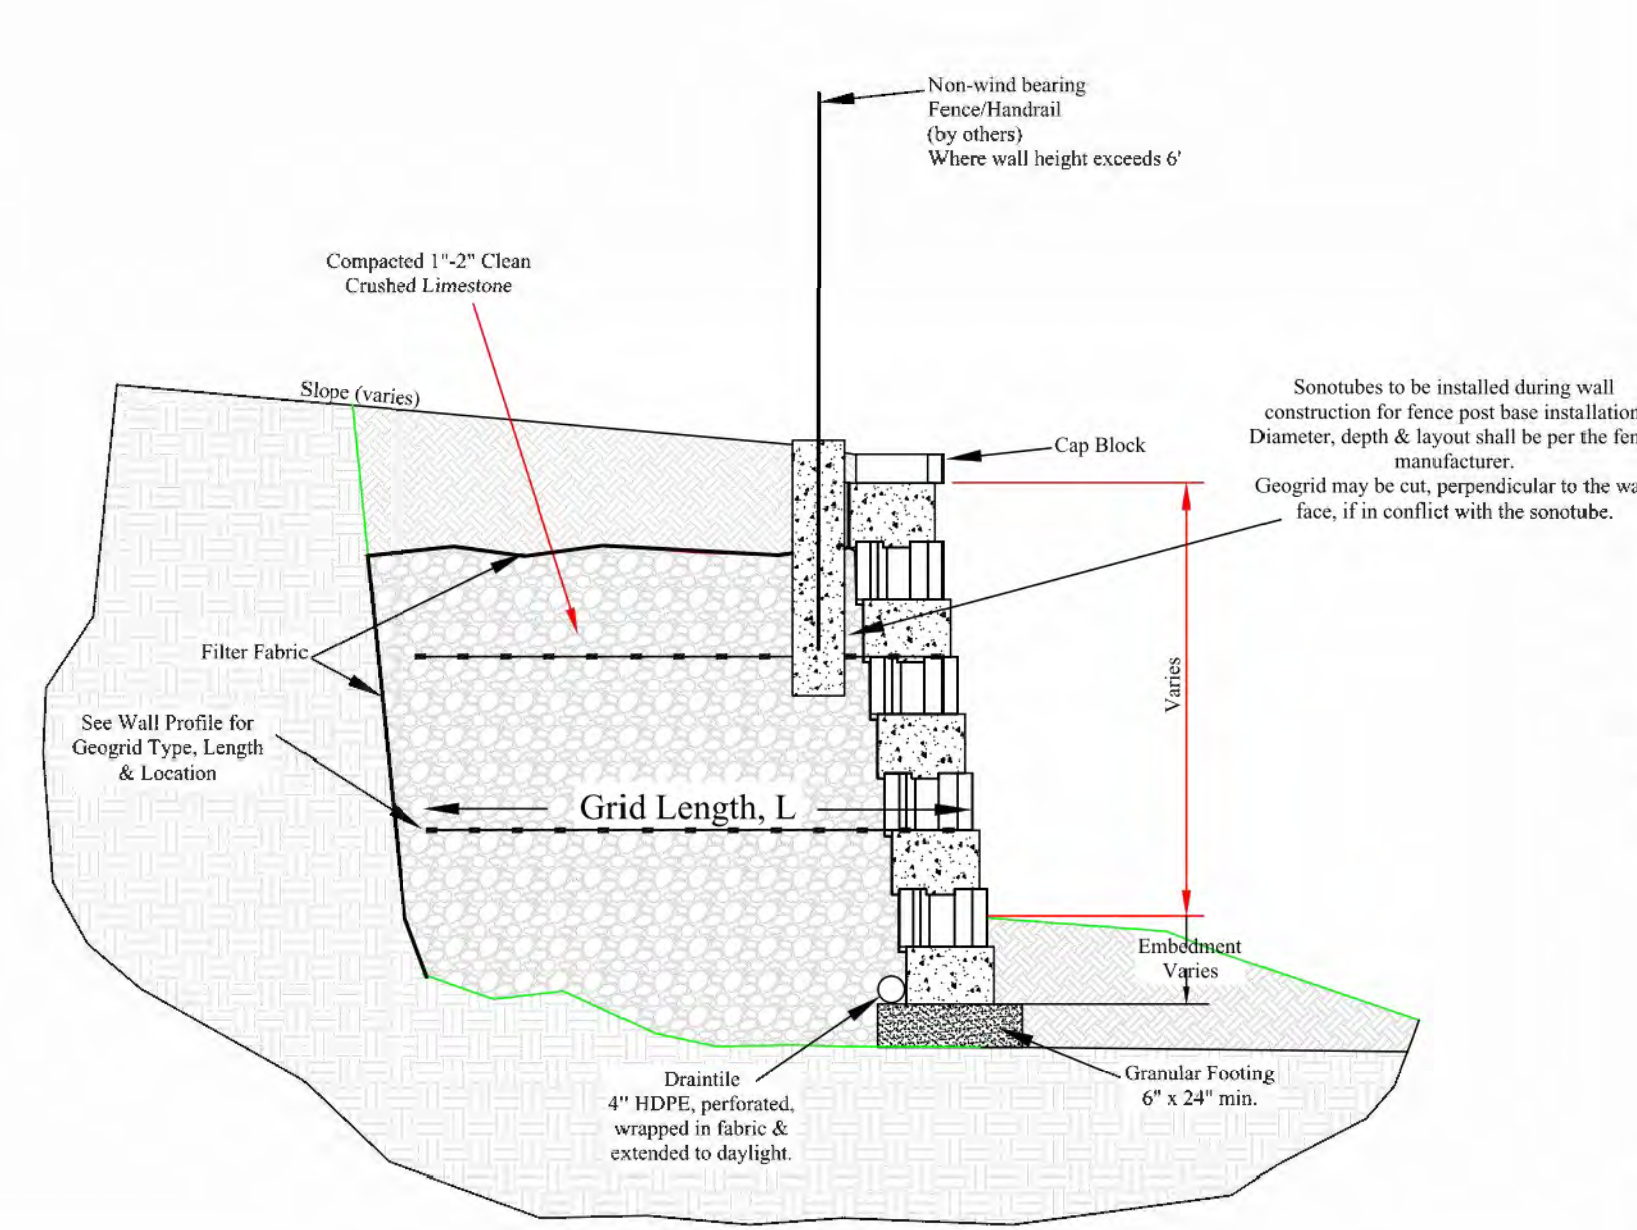 Non-wind bearing
Fence/Handrail
(by others)
Where wall height exceeds 6'
Compacted 1"-2" Clean
Crushed Limestone
Slope (varies)
Sonotubes to be installed during wall
construction for fence post base installation
Diameter, depth & layout shall be per the
manufacturer.
Geogrid may be cut, perpendicular to the
face, if in conflict with the sonotube.
Cap Block
Filter Fabric
Varies
See Wall Profile for
Geogrid Type, Length
& Location
Grid Length, L
Embedment
Varies
Draintile
4" HDPE, perforated,
wrapped in fabric &
extended to daylight.
Granular Footing
6" x 24" min.